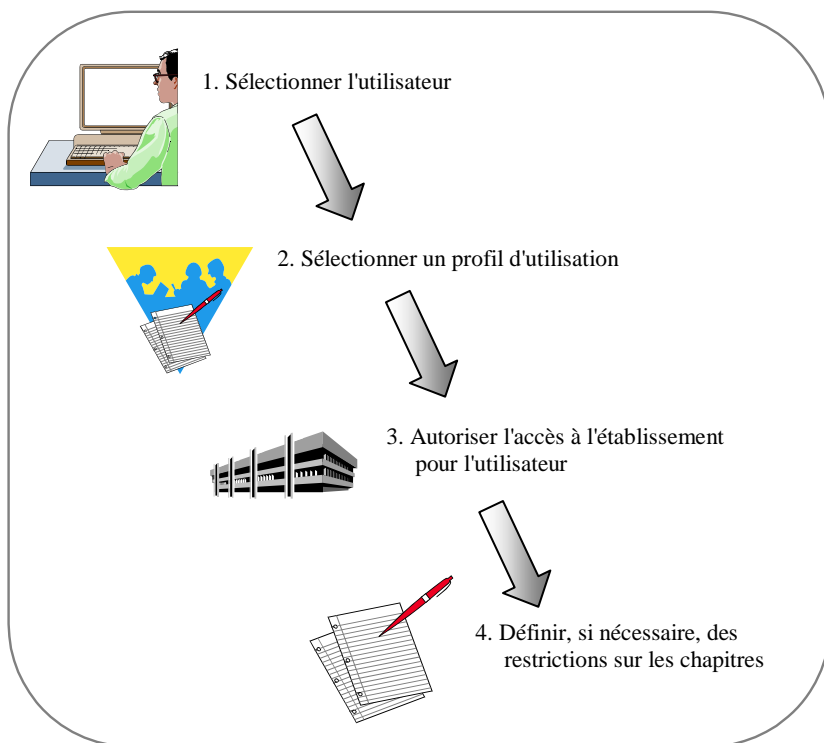 1. Sélectionner l'utilisateur
2. Sélectionner un profil d'utilisation
3. Autoriser l'accès à l'établissement
pour l'utilisateur
4. Définir, si nécessaire, des
restrictions sur les chapitres